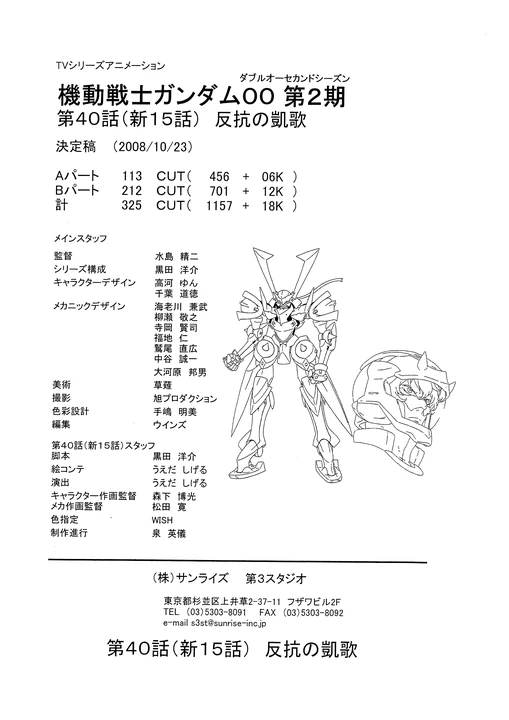 TVシリーズアニメーション
ダブルオーセカンドシーズン
機動戦士ガンダムOO 第2期
第40話(新15話) 反抗の凱歌
決定稿 (2008/10/23)
Aパート 113 CUT( 456 + 06K )
Bパート 212 CUT( 701 + 12K )
計 325 CUT( 1157 + 18K )
メインスタッフ
監督 水島 精二
シリーズ構成 黒田 洋介
キャラクターデザイン 高河 ゆん
千葉 道徳
メカニックデザイン 海老川 兼武
柳瀬 敬之
寺岡 賢司
福地 仁
鷲尾 直広
中谷 誠一
大河原 邦男
美術 草薙
撮影 旭プロダクション
色彩設計 手嶋 明美
編集 ウインズ
第40話(新15話)スタッフ
脚本 黒田 洋介
絵コンテ うえだ しげる
演出 うえだ しげる
キャラクター作画監督 森下 博光
メカ作画監督 松田 寛
色指定 WISH
制作進行 泉 英儀
(株)サンライズ 第3スタジオ
東京都杉並区上井草2-37-11 フザワビル2F
TEL (03)5303-8091 FAX (03)5303-8092
e-mail s3st@sunrise-inc.jp
第40話(新15話) 反抗の凱歌